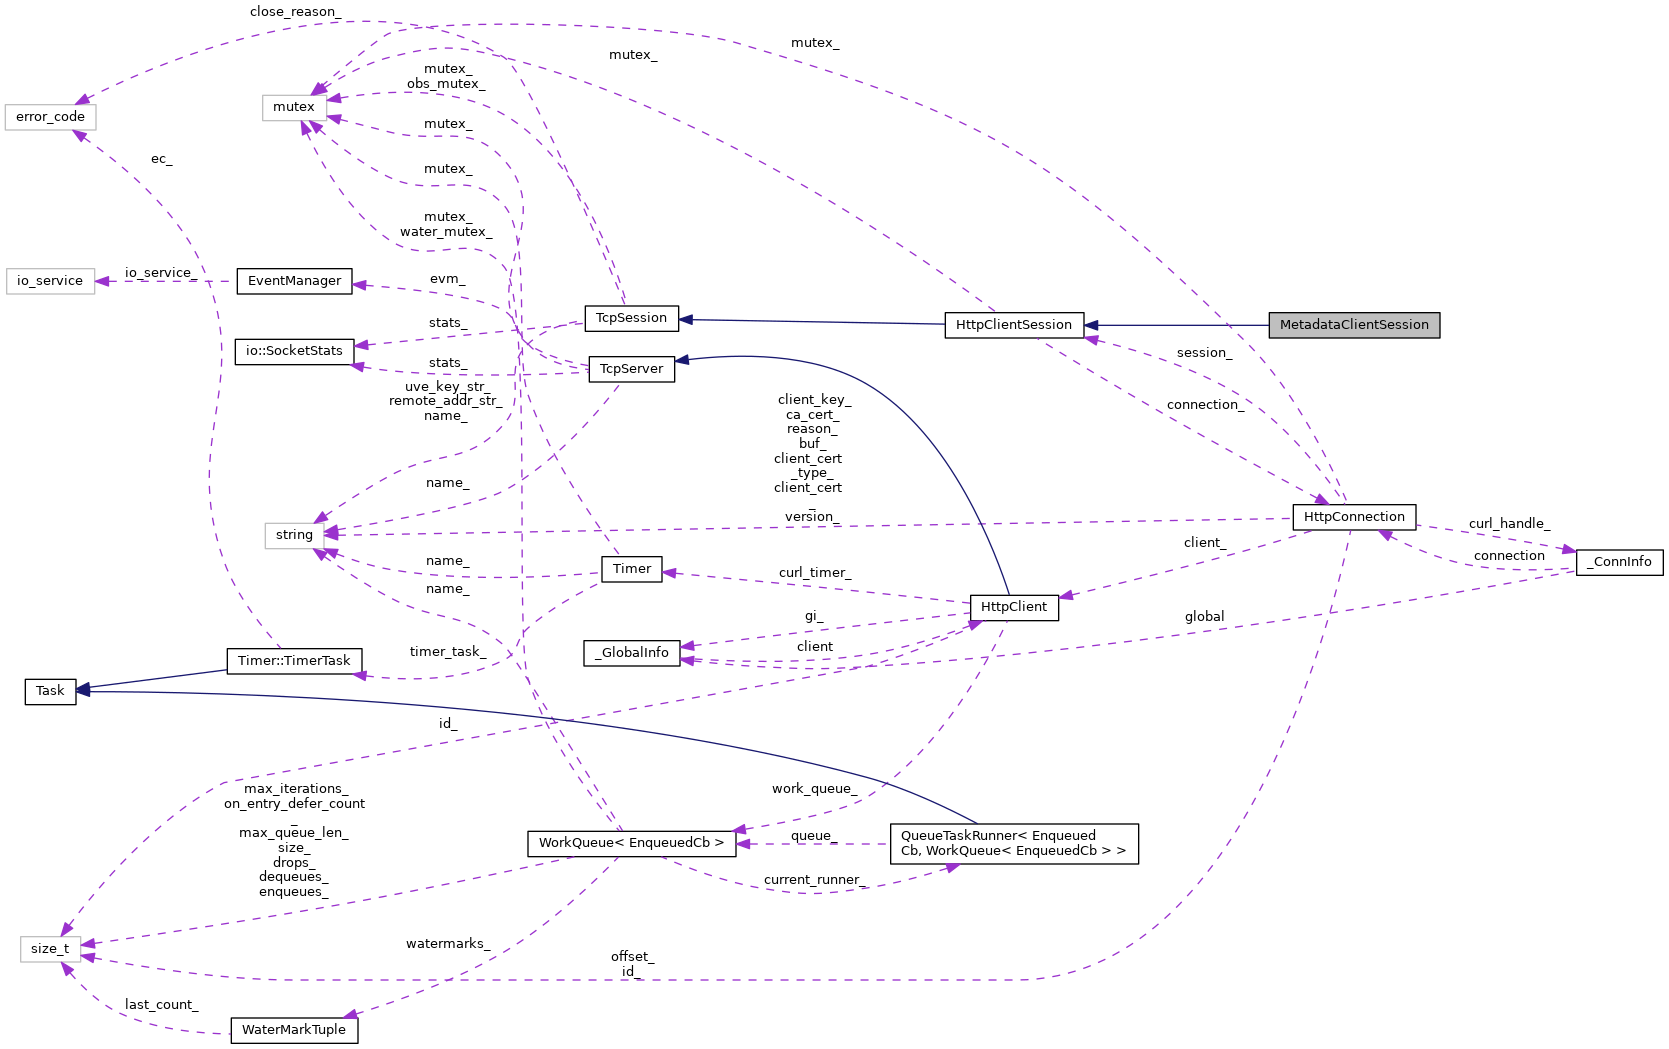 close_reason_
mutex_
mutex_
mutex_
obs_mutex_
mutex
error_code
mutex_
ec_
mutex_
mutex_
water_mutex_
io_service
io_service_
EventManager
evm_
TcpSession
HttpClientSession
MetadataClientSession
stats_
io::SocketStats
session_
stats_
TcpServer
uve_key_str_
remote_addr_str_
name_
client_key_
ca_cert_
reason_
buf_
client_cert
_type_
client_cert
_
version_
connection_
name_
string
HttpConnection
curl_handle_
client_
connection
_ConnInfo
name_
Timer
curl_timer_
name_
HttpClient
gi_
global
client
_GlobalInfo
timer_task_
Timer::TimerTask
Task
id_
max_iterations_
on_entry_defer_count
_
max_queue_len_
size_
drops_
dequeues_
enqueues_
work_queue_
WorkQueue< EnqueuedCb >
queue_
QueueTaskRunner< Enqueued
Cb, WorkQueue< EnqueuedCb > >
current_runner_
size_t
watermarks_
offset_
id_
last_count_
WaterMarkTuple